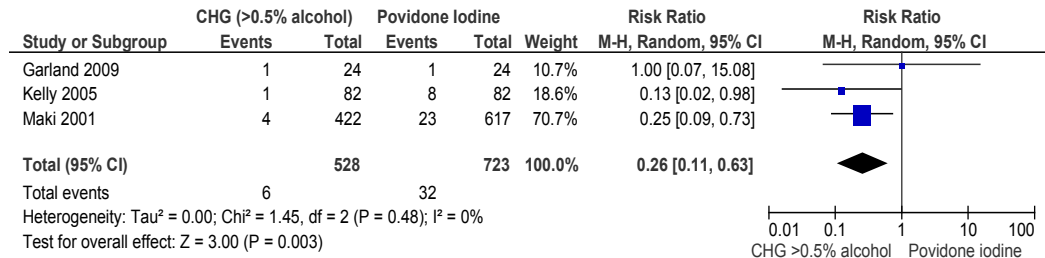 CHG (>0.5% alcohol) Povidone Iodine Risk Ratio Risk Ratio
Study or Subgroup Events Total Events Total Weight M-H, Random, 95% CI M-H, Random, 95% CI
Garland 2009 1 24 1 24 10.7% 1.00 [0.07, 15.08]
Kelly 2005 1 82 8 82 18.6% 0.13 [0.02, 0.98]
Maki 2001 4 422 23 617 70.7% 0.25 [0.09, 0.73]
Total (95% CI) 528 723 100.0% 0.26 [0.11, 0.63]
Total events 6 32
Heterogeneity: Tau² = 0.00; Chi² = 1.45, df = 2 (P = 0.48); I² = 0%
Test for overall effect: Z = 3.00 (P = 0.003)
0.01 0.1 1 10 100
CHG >0.5% alcohol Povidone iodine